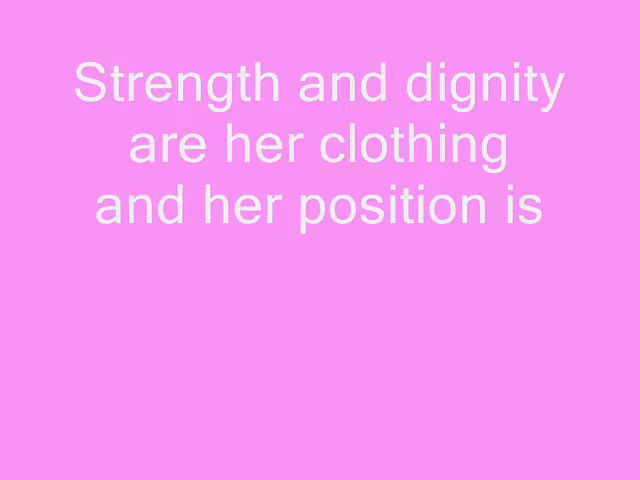 Strength and dignity
are her clothing
and her position is